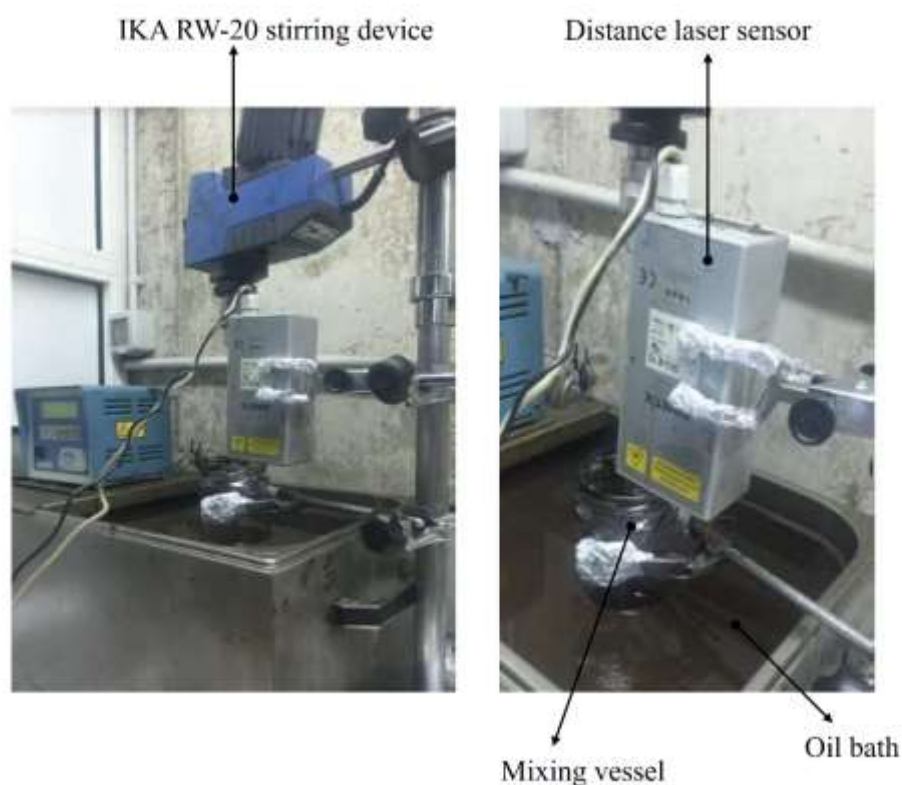 IKA RW-20 stirring device
Distance laser sensor
Mixing vessel
Oil bath